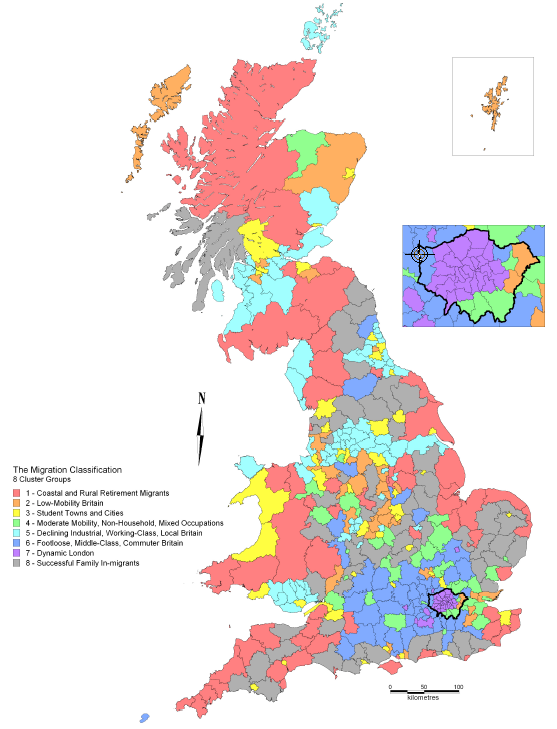 N
The Migration Classification
8 Cluster Groups
1 - Coastal and Rural Retirement Migrants
2 - Low-Mobility Britain
3 - Student Towns and Cities
4 - Moderate Mobility, Non-Household, Mixed Occupations
5 - Declining Industrial, Working-Class, Local Britain
6 - Footloose, Middle-Class, Commuter Britain
7 - Dynamic London
8 - Successful Family In-migrants
0 50 100
kilometres